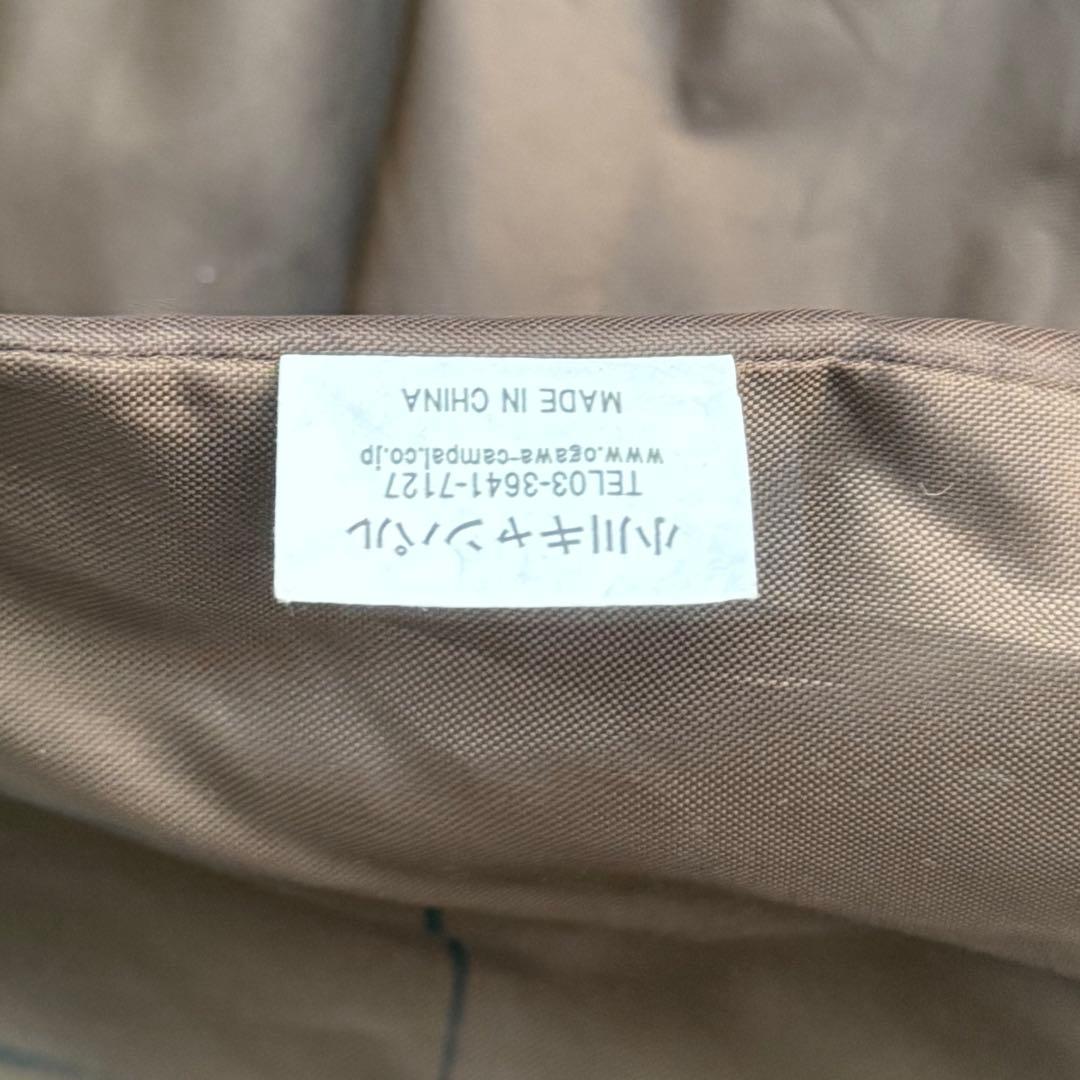 小川キャンパル
TEL03-3641-7127
www.ogawa-campal.co.jp
MADE IN CHINA